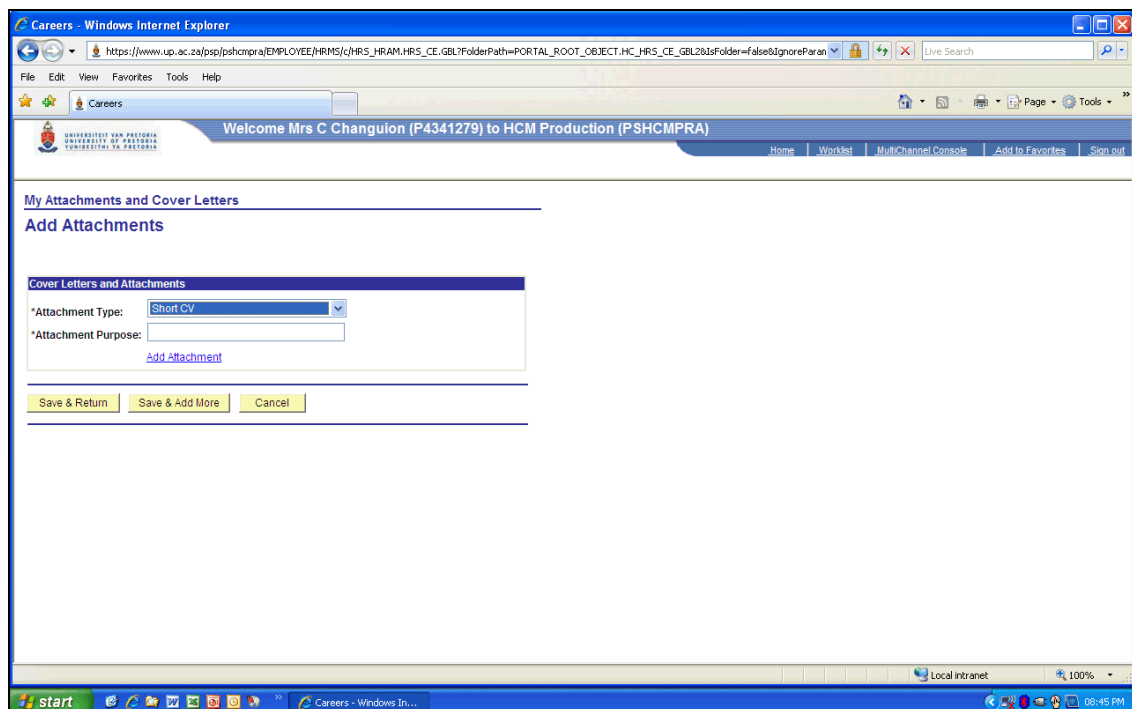 Careers - Windows Internet Explorer
https://www.up.ac.za/psp/pshcmpra/EMPLOYEE/HRMS/c/HRS_HRAM.HRS_CE.GBL?FolderPath=PORTAL_ROOT_OBJECT.HC_HRS_CE_GBL2&IsFolder=false&IgnoreParan
Live Search
File Edit View Favorites Tools Help
Careers
Page Tools
UNIVERSITEIT VAN PRETORIA
UNIVERSITY OF PRETORIA
YUNIBESITHI YA PRETORIA
Welcome Mrs C Changuion (P4341279) to HCM Production (PSHCMPRA)
Home Worklist MultiChannel Console Add to Favorites Sign out
My Attachments and Cover Letters
Add Attachments
Cover Letters and Attachments
*Attachment Type: Short CV
*Attachment Purpose:
Add Attachment
Save & Return Save & Add More Cancel
Local intranet 100%
start Careers - Windows In... 08:45 PM